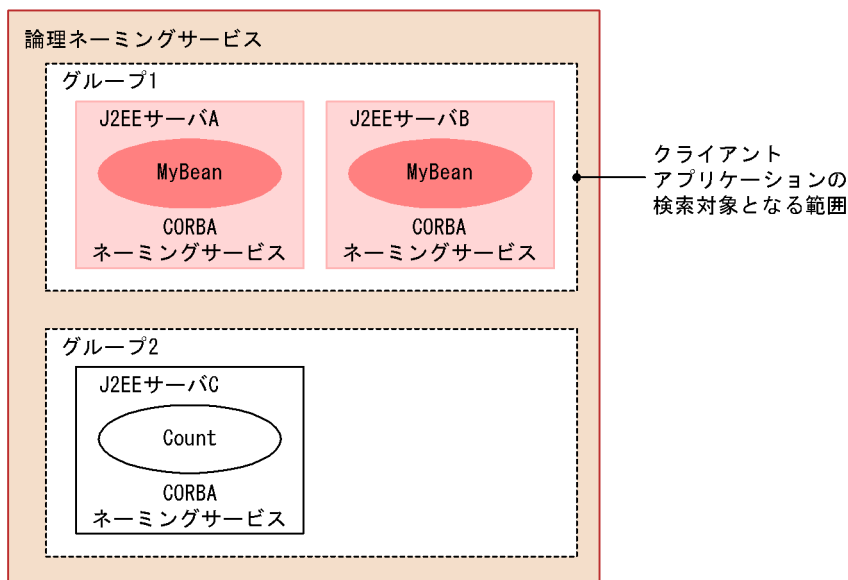 論理ネーミングサービス
グループ1
J2EEサーバA
MyBean
CORBA
ネーミングサービス
J2EEサーバB
MyBean
CORBA
ネーミングサービス
クライアント
アプリケーションの
検索対象となる範囲
グループ2
J2EEサーバC
Count
CORBA
ネーミングサービス